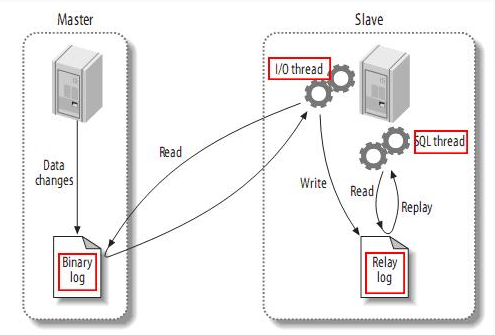 Master
Slave
I/O thread
SQL thread
Read
Data
changes
Write
Read
Replay
Binary
log
Relay
log